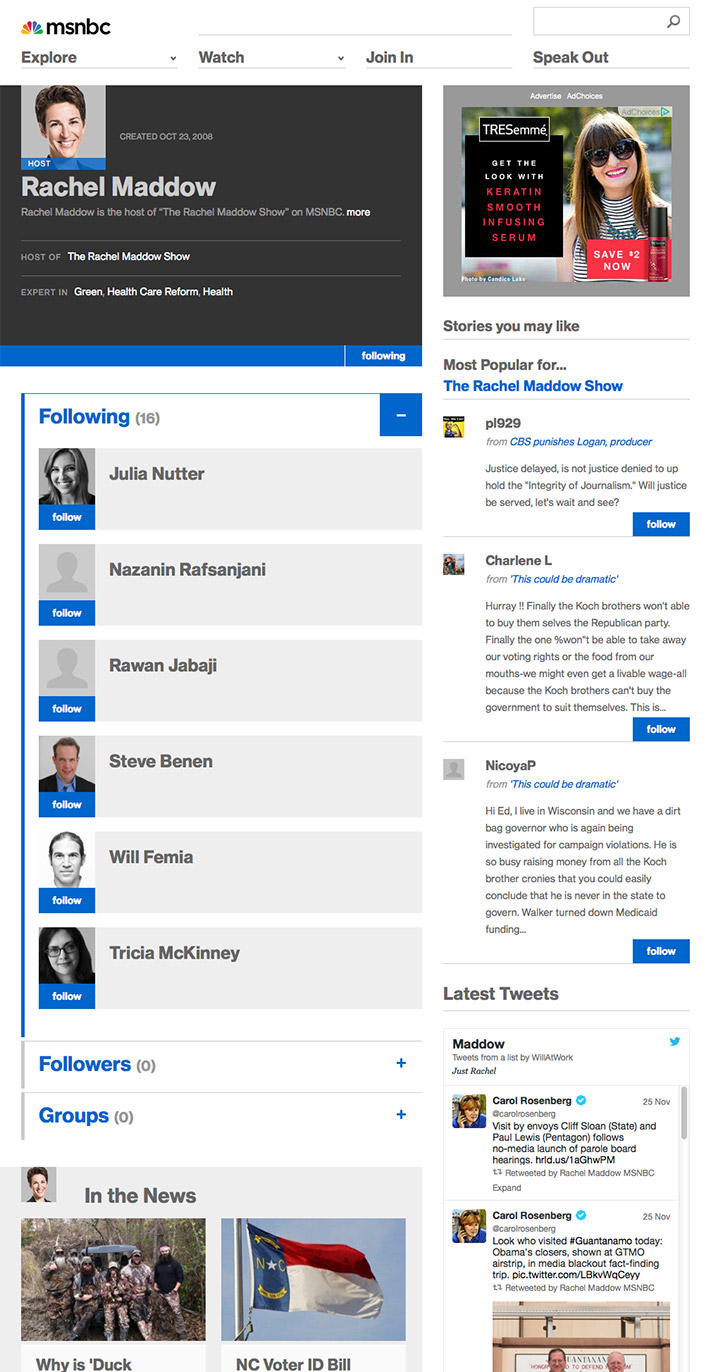 msnbc
Explore
Watch
Join In
Speak Out
HOST
CREATED OCT 23, 2008
Rachel Maddow
Rachel Maddow is the host of “The Rachel Maddow Show” on MSNBC. more
HOST OF The Rachel Maddow Show
EXPERT IN Green, Health Care Reform, Health
following
Following (16)
Julia Nutter
follow
Nazanin Rafsanjani
follow
Rawan Jabaji
follow
Steve Benen
follow
Will Femia
follow
Tricia McKinney
follow
Followers (0)
Groups (0)
In the News
N C
Why is 'Duck
NC Voter ID Bill
Advertise AdChoices
AdChoices
TRESemmé
GET THE
LOOK WITH
KERATIN
SMOOTH
INFUSING
SERUM
SAVE $2
NOW
Photo by Candice Lake
Stories you may like
Most Popular for...
The Rachel Maddow Show
pl929
from CBS punishes Logan, producer
Justice delayed, is not justice denied to up
hold the "Integrity of Journalism." Will justice
be served, let's wait and see?
follow
Charlene L
from 'This could be dramatic'
Hurray !! Finally the Koch brothers won't able
to buy them selves the Republican party.
Finally the one %won"t be able to take away
our voting rights or the food from our
mouths-we might even get a livable wage-all
because the Koch brothers can't buy the
government to suit themselves. This is...
follow
NicoyaP
from 'This could be dramatic'
Hi Ed, I live in Wisconsin and we have a dirt
bag governor who is again being
investigated for campaign violations. He is
so busy raising money from all the Koch
brother cronies that you could easily
conclude that he is never in the state to
govern. Walker turned down Medicaid
funding...
follow
Latest Tweets
Maddow
Tweets from a list by WillAtWork
Just Rachel
Carol Rosenberg 25 Nov
@carolrosenberg
Visit by envoys Cliff Sloan (State) and
Paul Lewis (Pentagon) follows
no-media launch of parole board
hearings. hrld.us/1aGhwPM
Retweeted by Rachel Maddow MSNBC
Expand
Carol Rosenberg 25 Nov
@carolrosenberg
Look who visited #Guantanamo today:
Obama's closers, shown at GTMO
airstrip, in media blackout fact-finding
trip. pic.twitter.com/LBkvWqCeyy
Retweeted by Rachel Maddow MSNBC